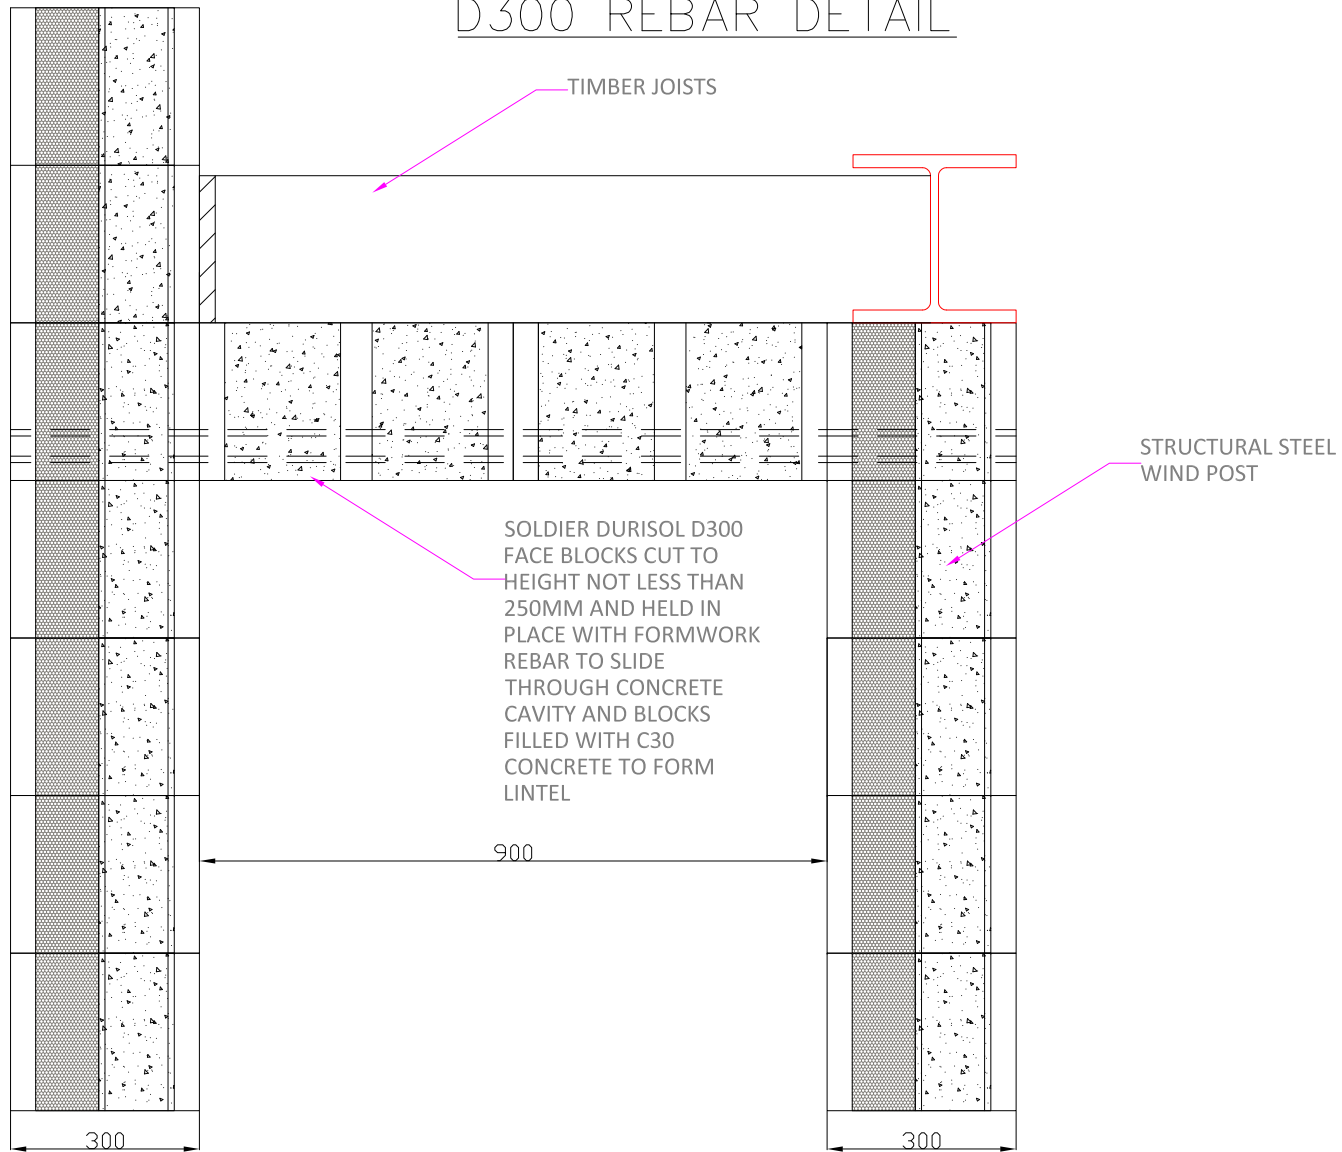 D300 REBAR DETAIL
TIMBER JOISTS
STRUCTURAL STEEL
WIND POST
SOLDIER DURISOL D300
FACE BLOCKS CUT TO
HEIGHT NOT LESS THAN
250MM AND HELD IN
PLACE WITH FORMWORK
REBAR TO SLIDE
THROUGH CONCRETE
CAVITY AND BLOCKS
FILLED WITH C30
CONCRETE TO FORM
LINTEL
900
300
300